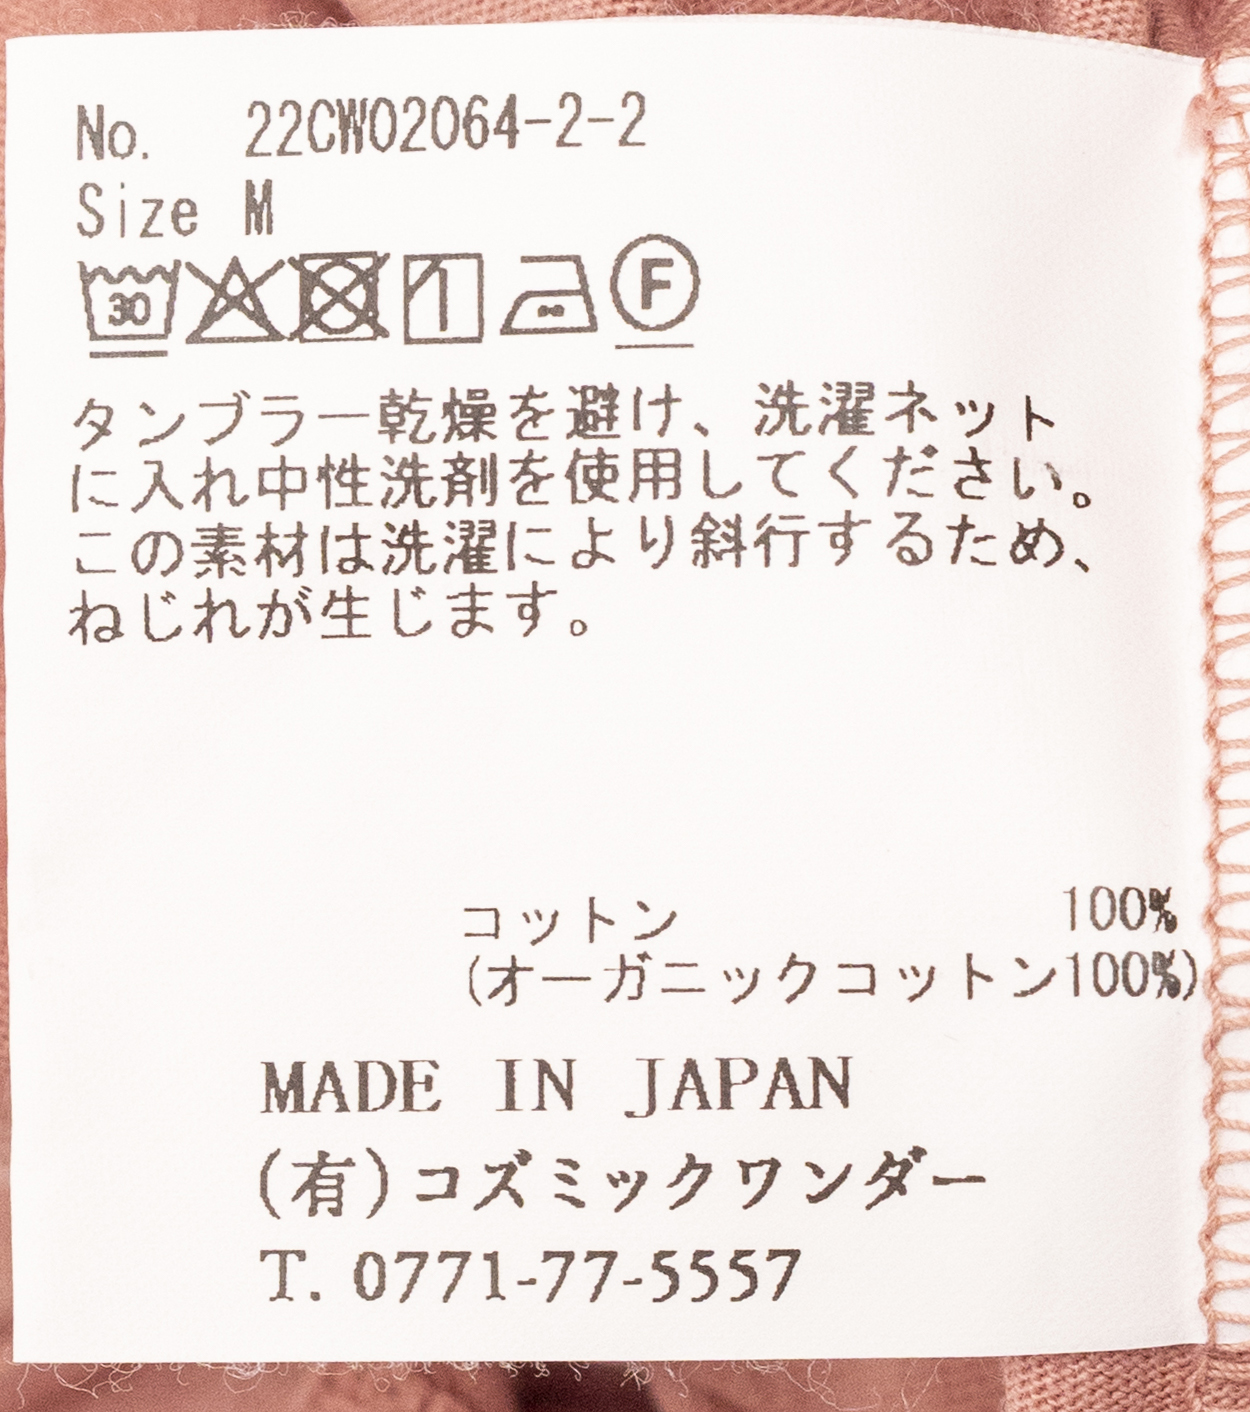 No. 22CW02064-2-2
Size M
30 F
タンブラー乾燥を避け、洗濯ネット
に入れ中性洗剤を使用してください。
この素材は洗濯により斜行するため、
ねじれが生じます。
コットン 100%
(オーガニックコットン100%)
MADE IN JAPAN
(有)コズミックワンダー
T. 0771-77-5557